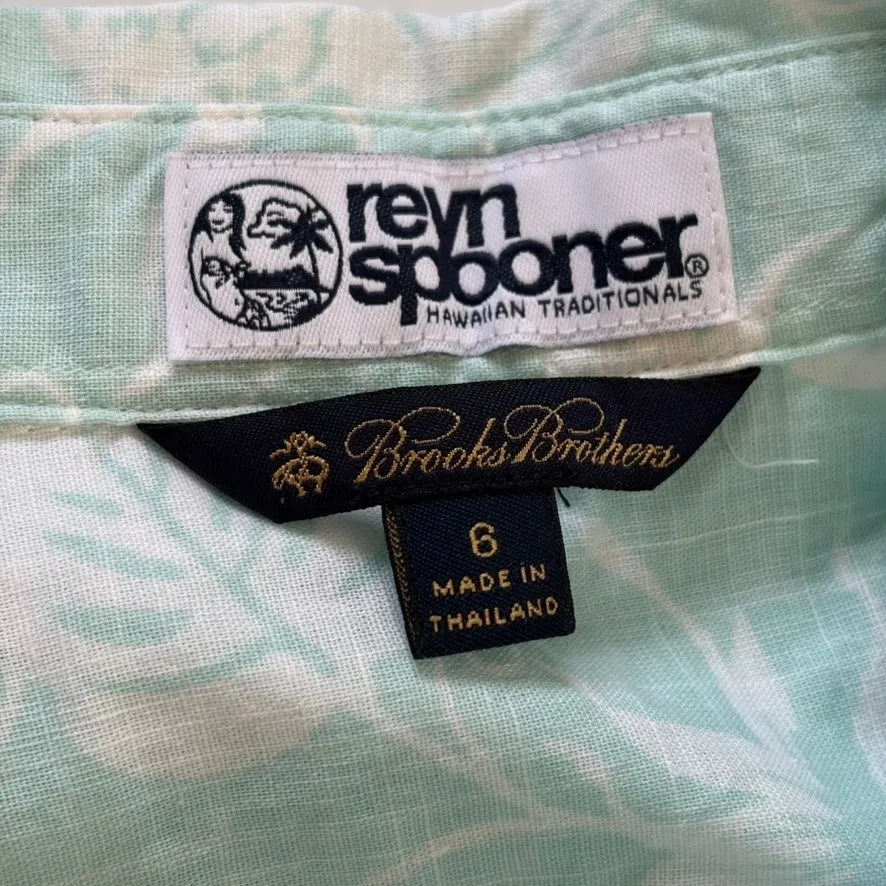 reyn
spooner®
HAWAIIAN TRADITIONALS
Brooks Brothers
6
MADE IN
THAILAND